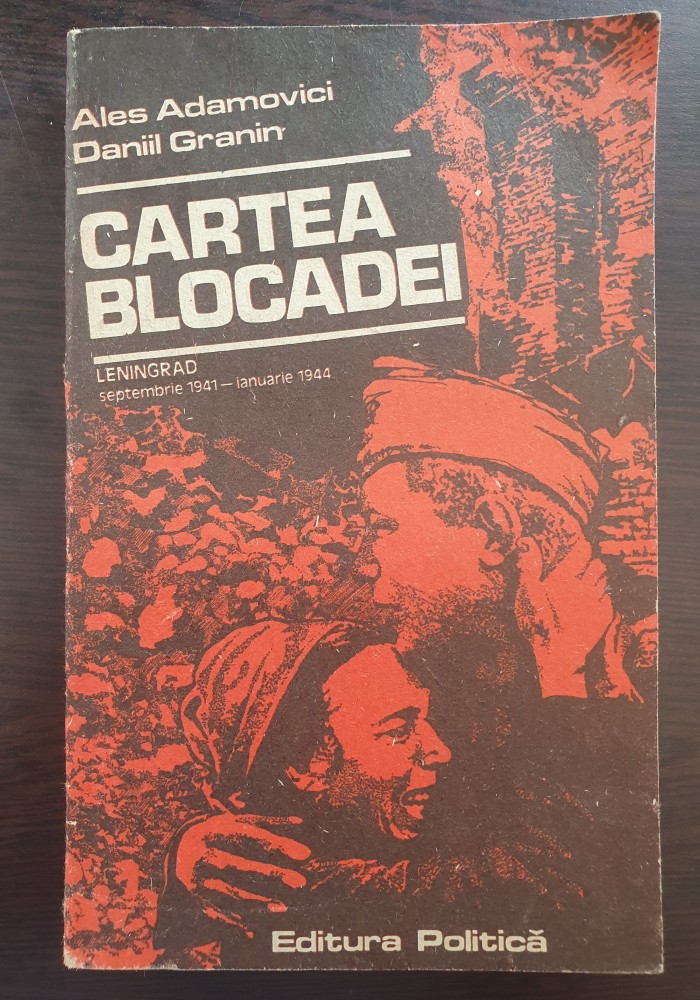 Ales Adamovici
Daniil Granin
CARTEA
BLOCADEI
LENINGRAD
septembrie 1941 — ianuarie 1944
Editura Politică